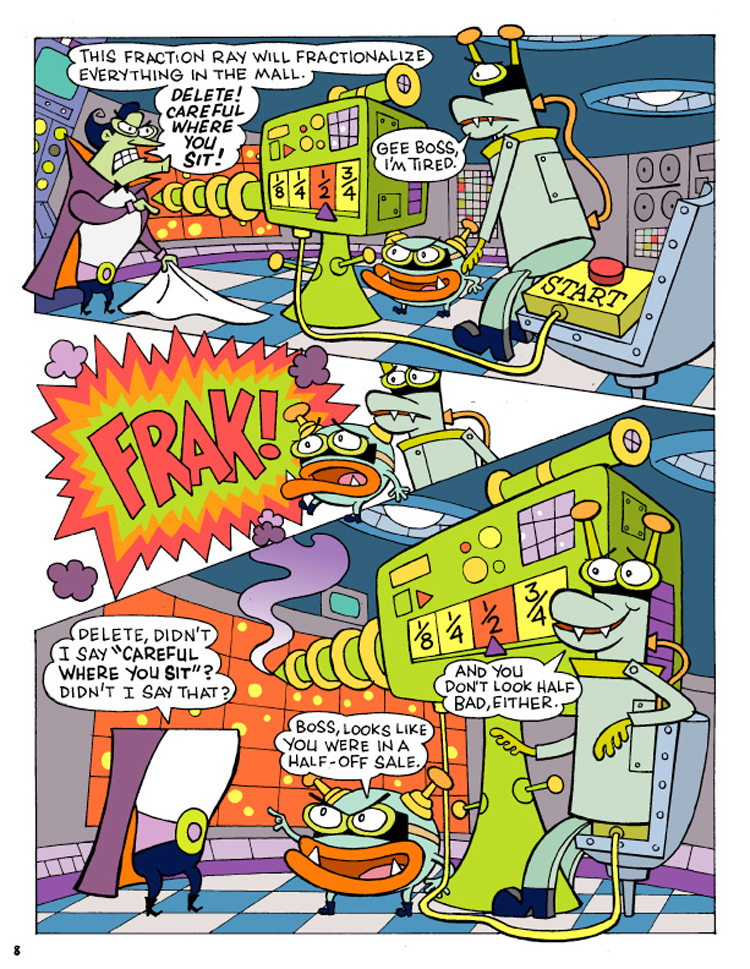 THIS FRACTION RAY WILL FRACTIONALIZE
EVERYTHING IN THE MALL.
DELETE!
CAREFUL
WHERE
YOU
SIT!
GEE BOSS,
I'M TIRED.
1/8 1/4 1/2 3/4
START
FRAK!
1/8 1/4 1/2 3/4
DELETE, DIDN'T
I SAY "CAREFUL
WHERE YOU SIT"?
DIDN'T I SAY THAT?
BOSS, LOOKS LIKE
YOU WERE IN A
HALF-OFF SALE.
AND YOU
DON'T LOOK HALF
BAD, EITHER.
8